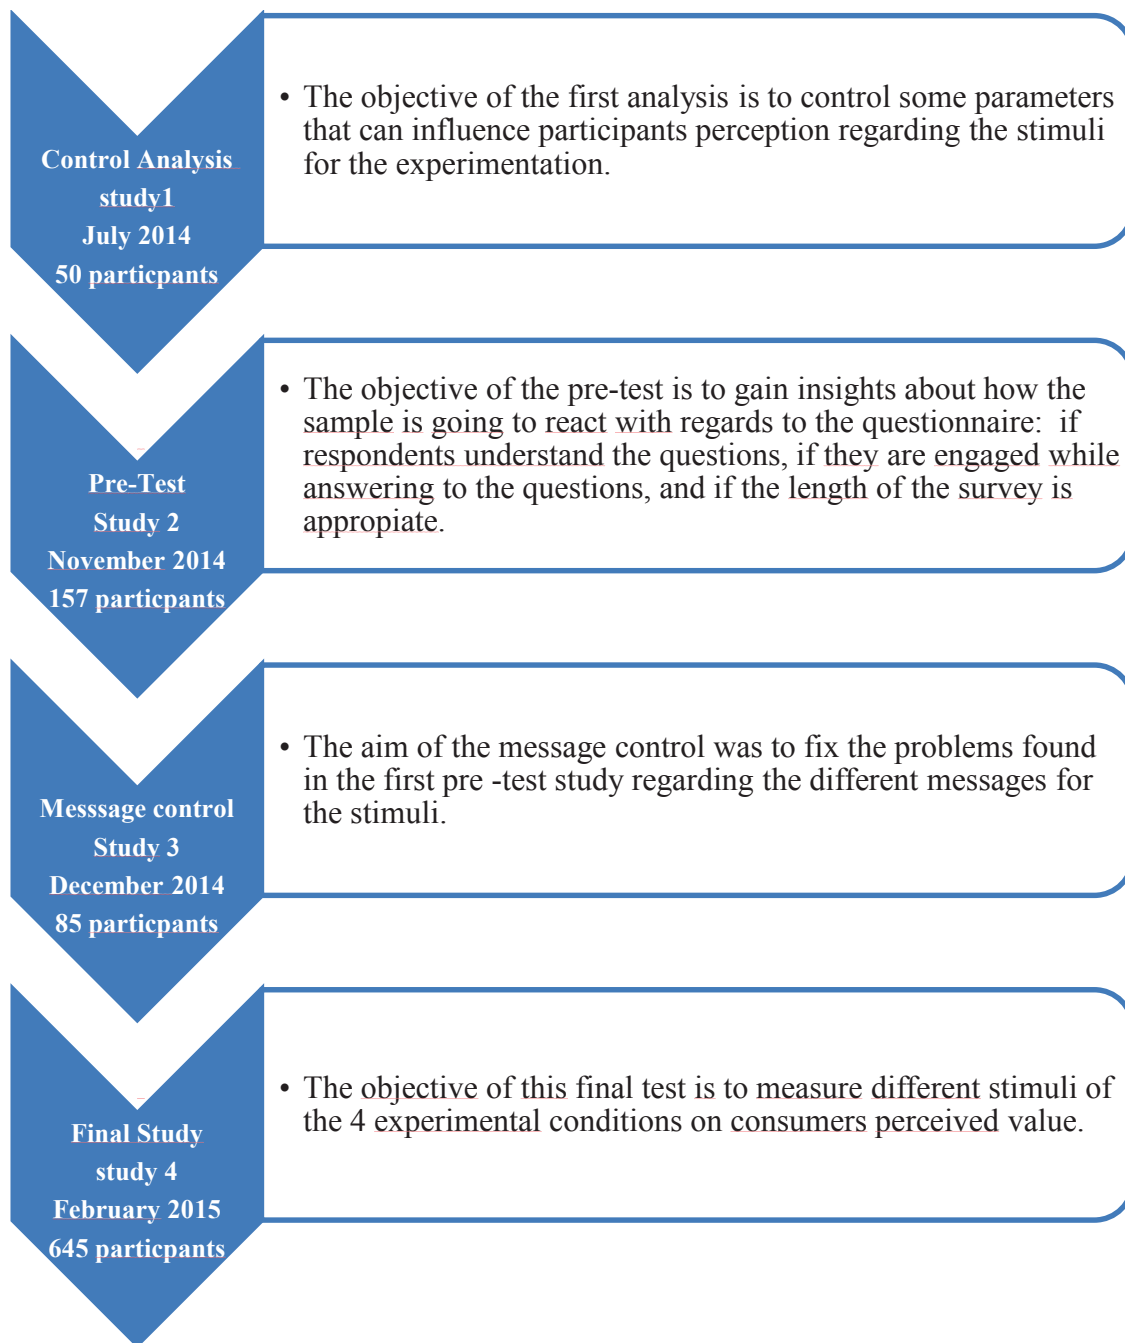 Control Analysis
study1
July 2014
50 particpants
• The objective of the first analysis is to control some parameters
that can influence participants perception regarding the stimuli
for the experimentation.
Pre-Test
Study 2
November 2014
157 particpants
• The objective of the pre-test is to gain insights about how the
sample is going to react with regards to the questionnaire:  if
respondents understand the questions, if they are engaged while
answering to the questions, and if the length of the survey is
appropiate.
Messsage control
Study 3
December 2014
85 particpants
• The aim of the message control was to fix the problems found
in the first pre -test study regarding the different messages for
the stimuli.
Final Study
study 4
February 2015
645 particpants
• The objective of this final test is to measure different stimuli of
the 4 experimental conditions on consumers perceived value.